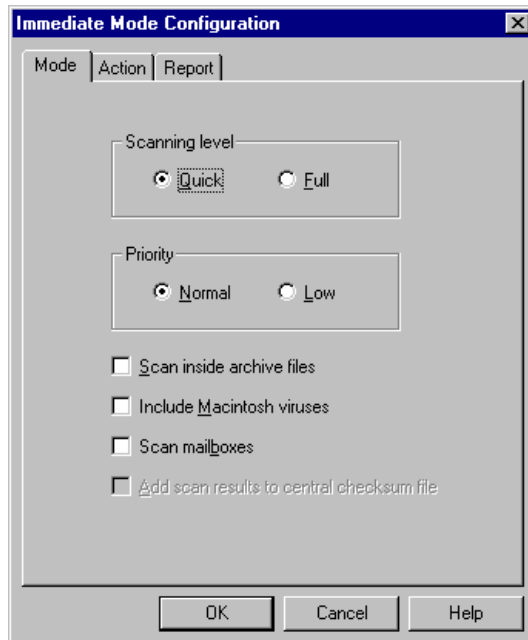 Immediate Mode Configuration
Mode Action Report
Scanning level
Quick Full
Priority
Normal Low
Scan inside archive files
Include Macintosh viruses
Scan mailboxes
Add scan results to central checksum file
OK Cancel Help